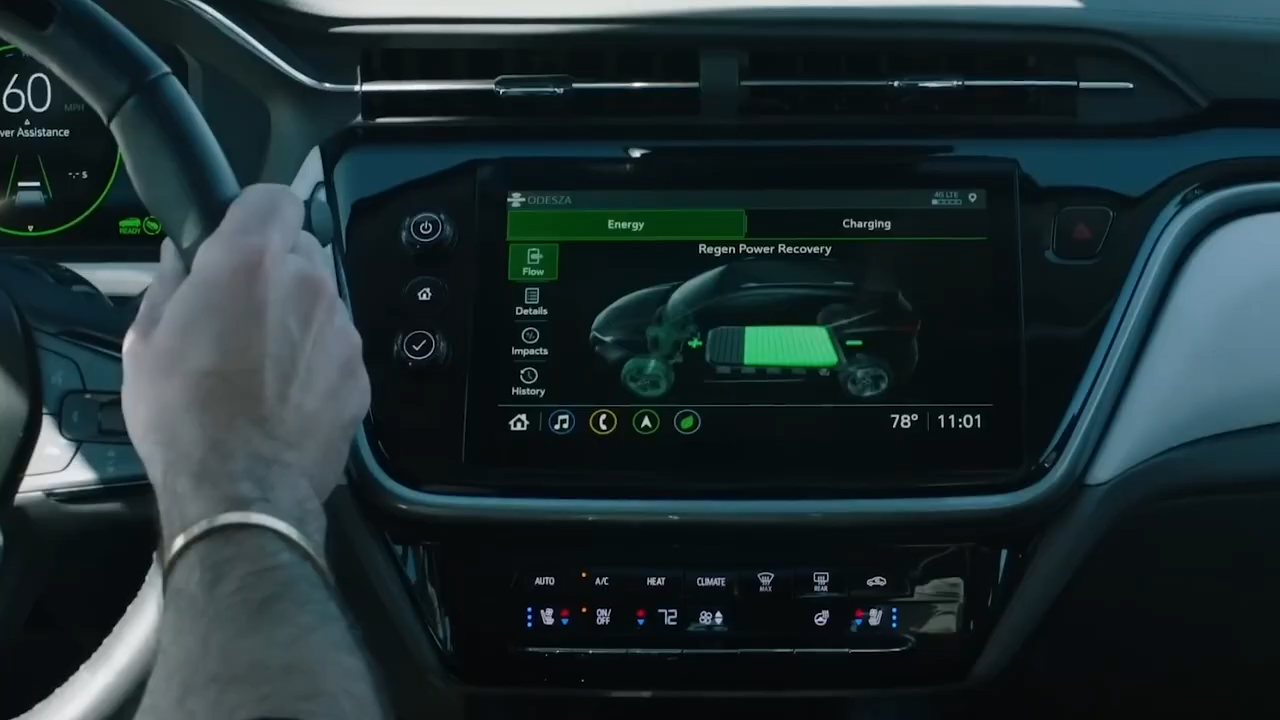 60 MPH
ver Assistance
-.- s
READY
ODESZA
4G LTE
Energy
Charging
Regen Power Recovery
Flow
Details
Impacts
History
78° 11:01
AUTO
A/C
HEAT
CLIMATE
MAX
REAR
ON/
OFF
72